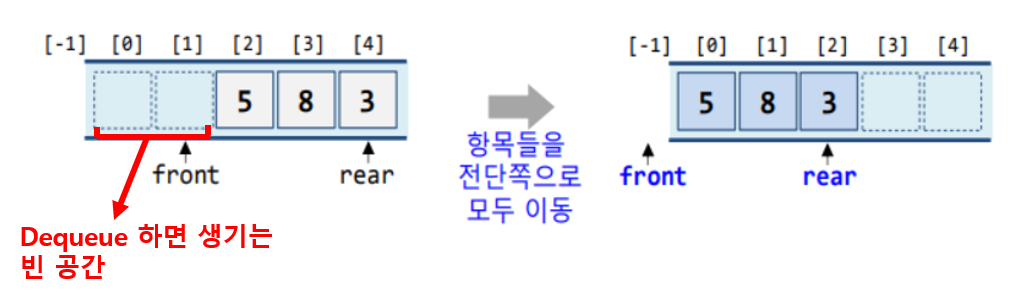 [-1] [0] [1] [2] [3] [4]
5 8 3
front rear
Dequeue 하면 생기는
빈 공간
항목들을
전단쪽으로
모두 이동
[-1] [0] [1] [2] [3] [4]
5 8 3
front rear